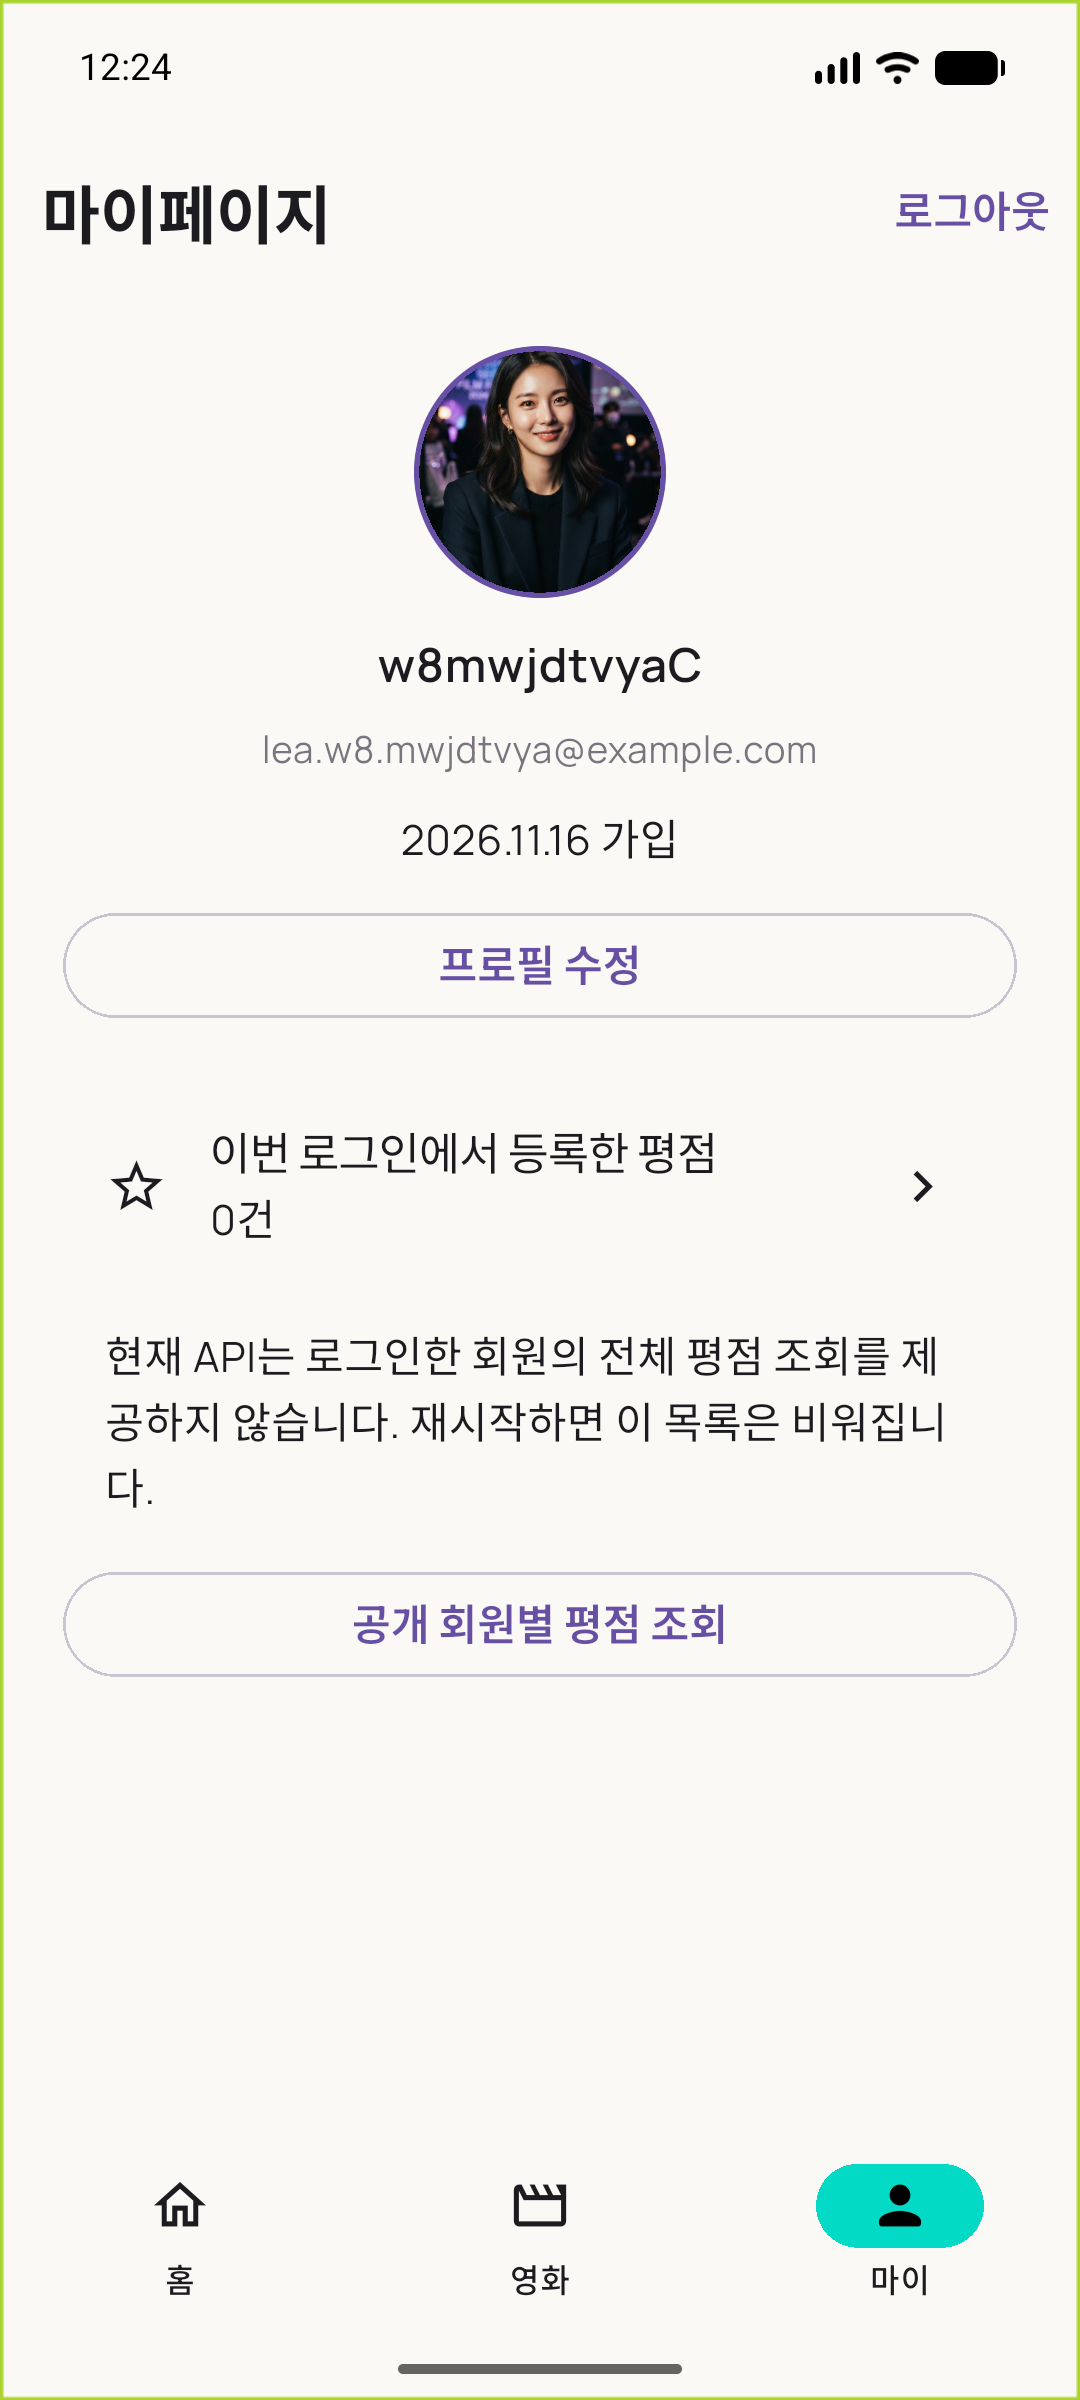 12:24
마이페이지
로그아웃
w8mwjdtvyaC
lea.w8.mwjdtvya@example.com
2026.11.16 가입
프로필 수정
이번 로그인에서 등록한 평점
0건
현재 API는 로그인한 회원의 전체 평점 조회를 제
공하지 않습니다. 재시작하면 이 목록은 비워집니
다.
공개 회원별 평점 조회
홈
영화
마이